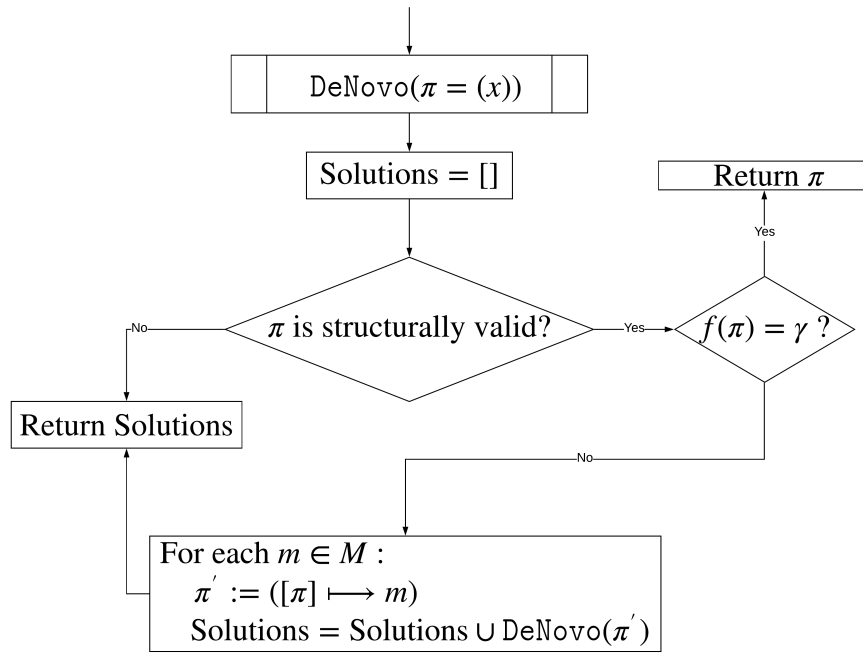 DeNovo(π = (x))
Solutions = []
Return π
Yes
π is structurally valid?
No
Yes
f(π) = γ ?
Return Solutions
No
For each m ∈ M :
π′ := ([π] ⟼ m)
Solutions = Solutions ∪ DeNovo(π′)